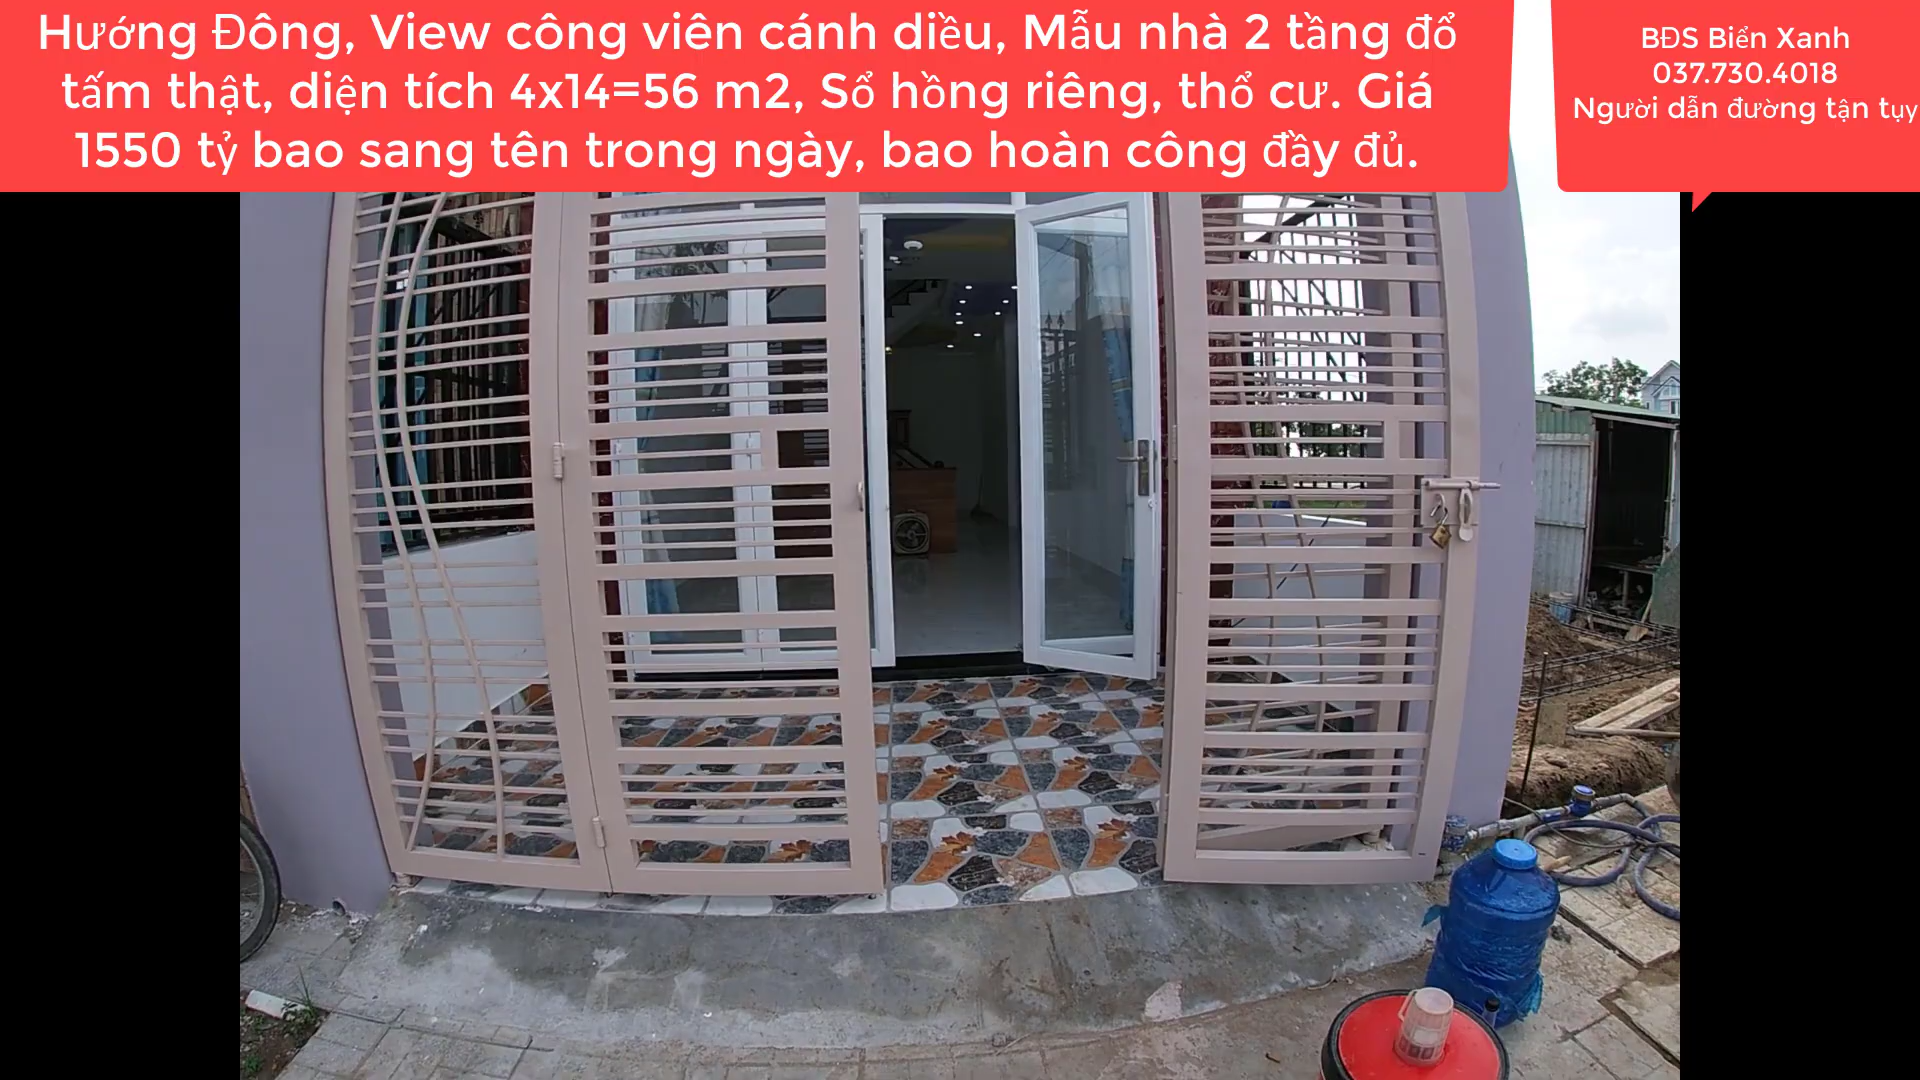 Hướng Đông, View công viên cánh diều, Mẫu nhà 2 tầng đổ
tấm thật, diện tích 4x14=56 m2, Sổ hồng riêng, thổ cư. Giá
1550 tỷ bao sang tên trong ngày, bao hoàn công đầy đủ.
BĐS Biển Xanh
037.730.4018
Người dẫn đường tận tụy